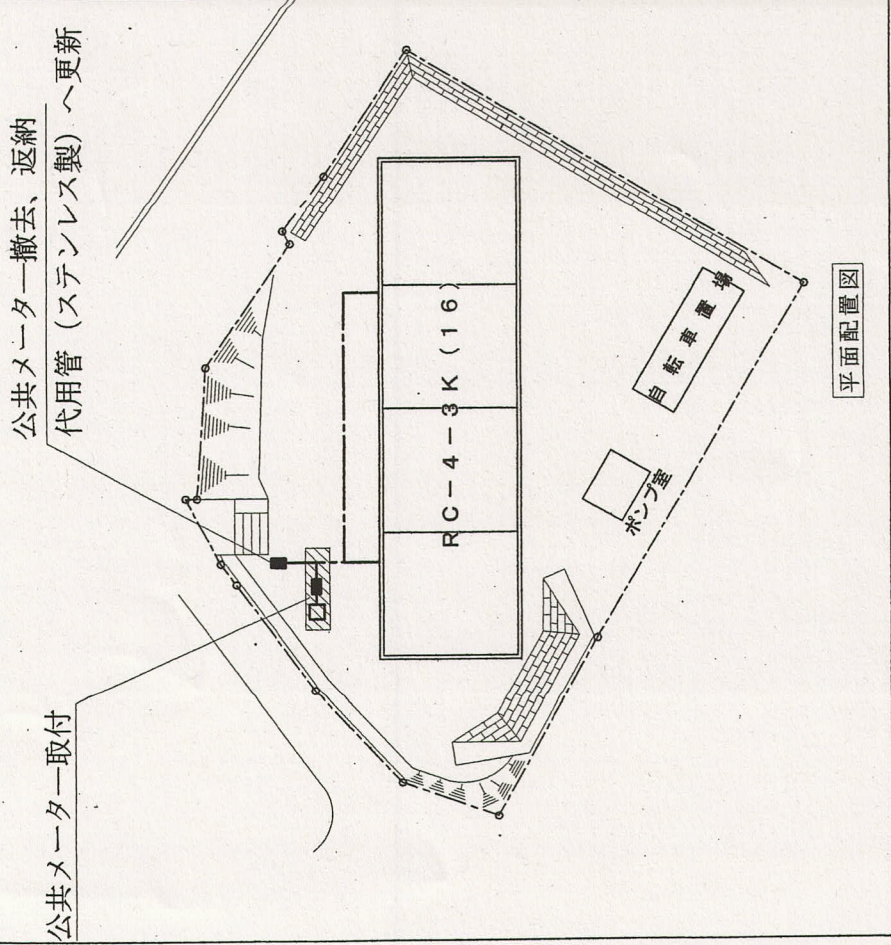 公共メーター撤去、返納
代用管（ステンレス製）へ更新
公共メーター取付
RC－4－3K（16）
自転車置場
ポンプ室
平面配置図